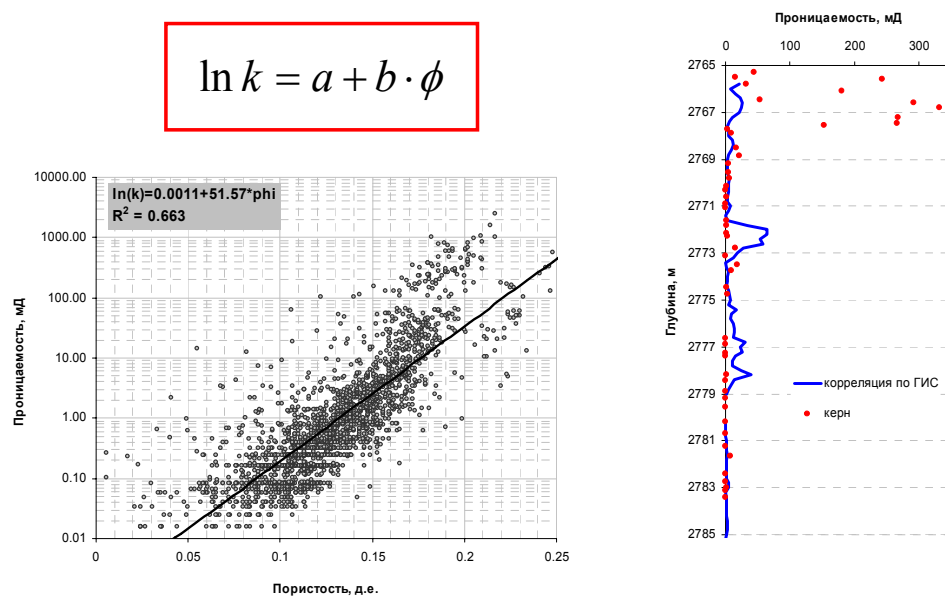 ln k = a + b · ϕ
ln(k)=0.0011+51.57*phi
R² = 0.663
10000.00
1000.00
100.00
10.00
1.00
0.10
0.01
0 0.05 0.1 0.15 0.2 0.25
Проницаемость, мД
Пористость, д.е.
Проницаемость, мД
0 100 200 300
2765
2767
2769
2771
2773
2775
2777
2779
2781
2783
2785
Глубина, м
корреляция по ГИС
керн